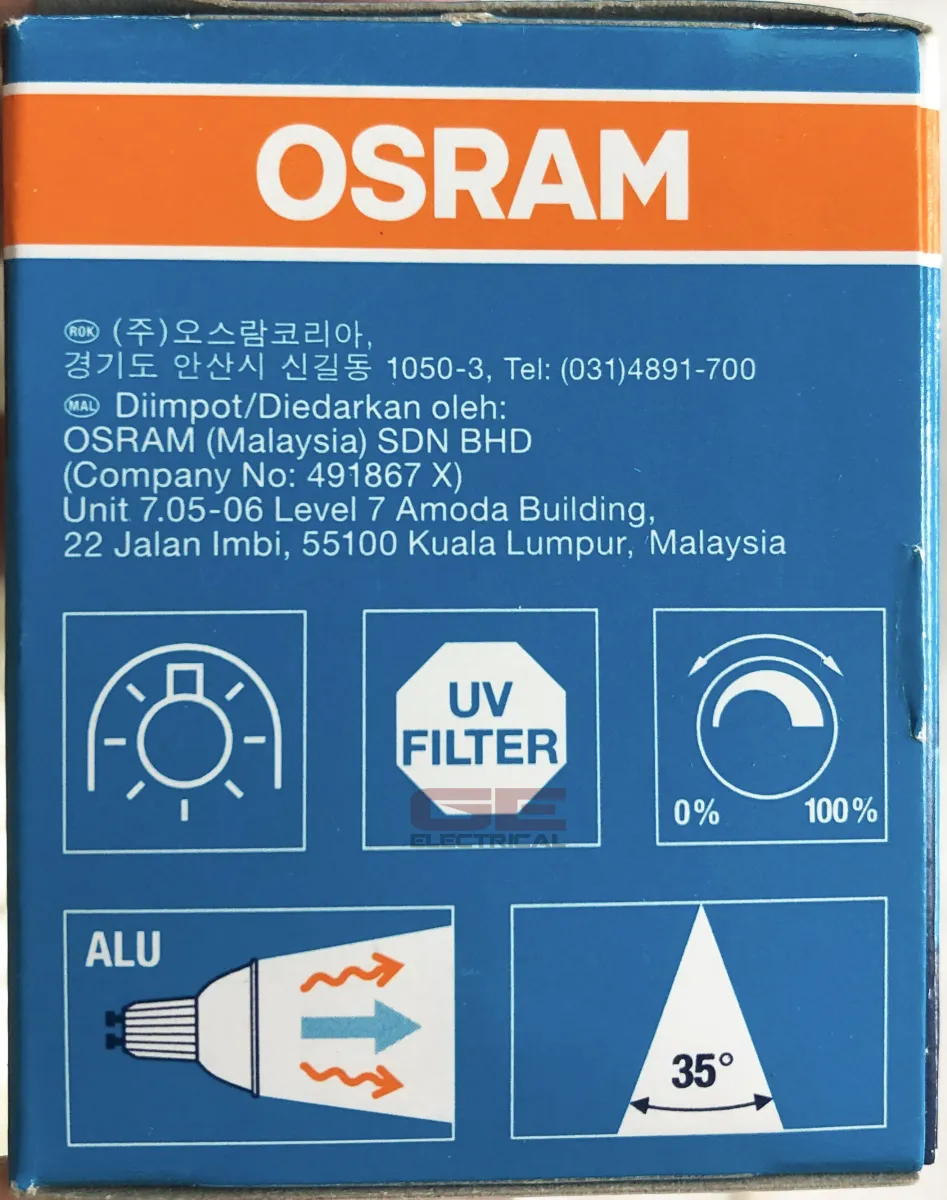 OSRAM
ROK (주)오스람코리아,
경기도 안산시 신길동 1050-3, Tel: (031)4891-700
MAL Diimpot/Diedarkan oleh:
OSRAM (Malaysia) SDN BHD
(Company No: 491867 X)
Unit 7.05-06 Level 7 Amoda Building,
22 Jalan Imbi, 55100 Kuala Lumpur, Malaysia
UV
FILTER
0% 100%
GE
ELECTRICAL
ALU
35°